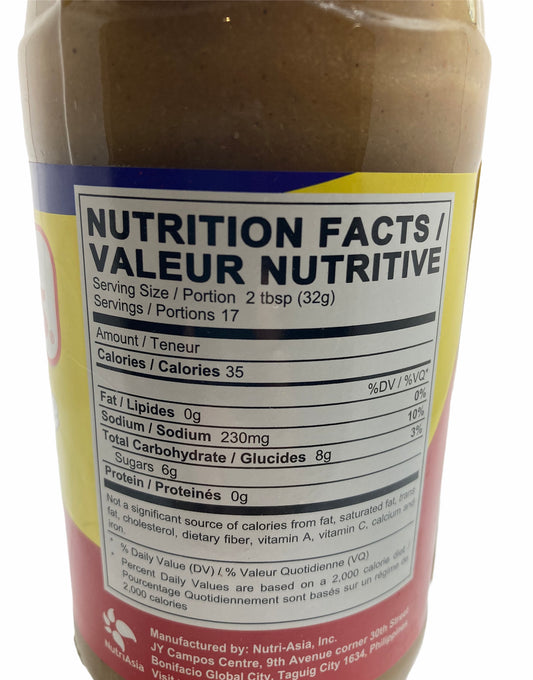 NUTRITION FACTS /
VALEUR NUTRITIVE
Serving Size / Portion 2 tbsp (32g)
Servings / Portions 17
Amount / Teneur
Calories / Calories 35
%DV / %VQ*
Fat / Lipides 0g 0%
Sodium / Sodium 230mg 10%
Total Carbohydrate / Glucides 8g 3%
Sugars 6g
Protein / Proteinés 0g
Not a significant source of calories from fat, saturated fat, trans
fat, cholesterol, dietary fiber, vitamin A, vitamin C, calcium and
iron.
* % Daily Value (DV) / % Valeur Quotidienne (VQ)
* Percent Daily Values are based on a 2,000 calorie diet /
Pourcentage Quotidiennement sont basés sur un régime de
2,000 calories
NutriAsia
Manufactured by: Nutri-Asia, Inc.
JY Campos Centre, 9th Avenue corner 30th Street
Bonifacio Global City, Taguig City 1634, Philippines